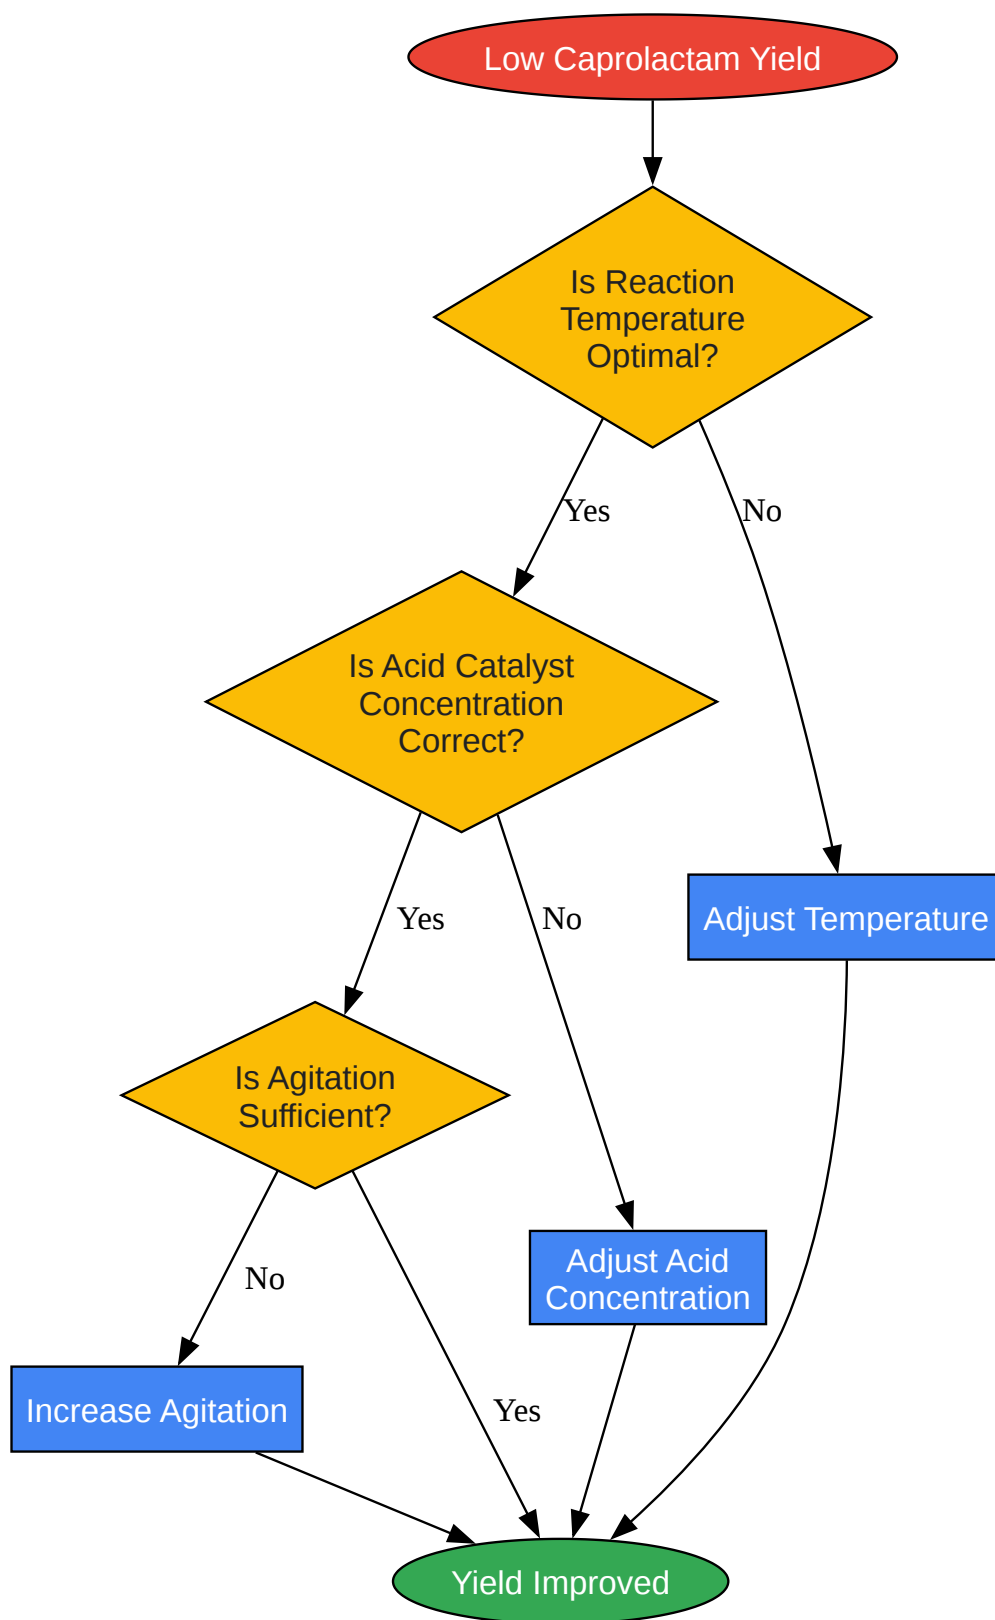 Low Caprolactam Yield
Is Reaction
Temperature
Optimal?
Yes
No
Is Acid Catalyst
Concentration
Correct?
Yes
No
Adjust Temperature
Is Agitation
Sufficient?
No
Adjust Acid
Concentration
Increase Agitation
Yes
Yield Improved